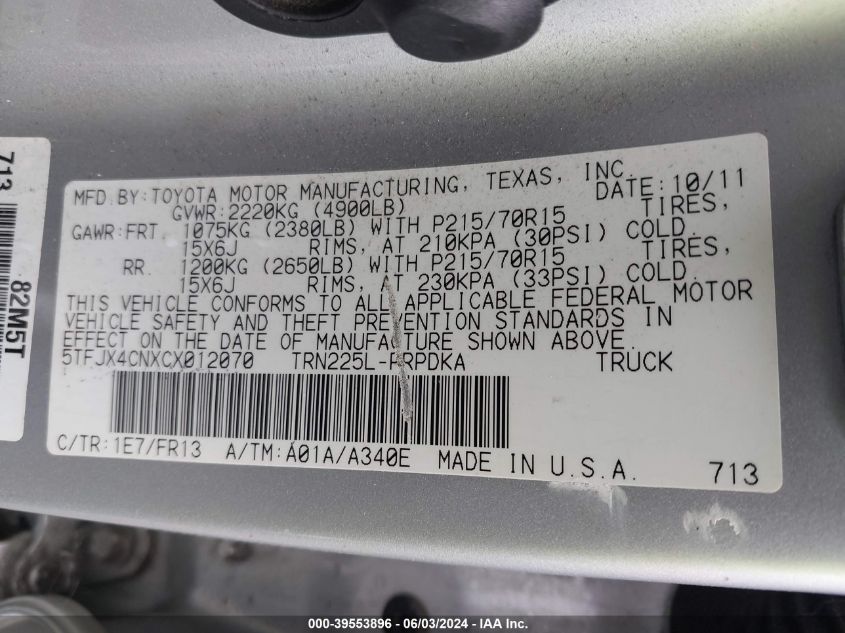 MFD.BY:TOYOTA MOTOR MANUFACTURING, TEXAS, INC. DATE:10/11
GVWR:2220KG (4900LB)
GAWR:FRT. 1075KG (2380LB) WITH P215/70R15 TIRES,
15X6J RIMS, AT 210KPA (30PSI) COLD.
RR. 1200KG (2650LB) WITH P215/70R15 TIRES,
15X6J RIMS, AT 230KPA (33PSI) COLD.
THIS VEHICLE CONFORMS TO ALL APPLICABLE FEDERAL MOTOR
VEHICLE SAFETY AND THEFT PREVENTION STANDARDS IN
EFFECT ON THE DATE OF MANUFACTURE SHOWN ABOVE.
5TFJX4CNXCX012070 TRN225L-PRPDKA TRUCK
C/TR:1E7/FR13 A/TM:A01A/A340E MADE IN U.S.A. 713
713
82M5T
000-39553896 - 06/03/2024 - IAA Inc.